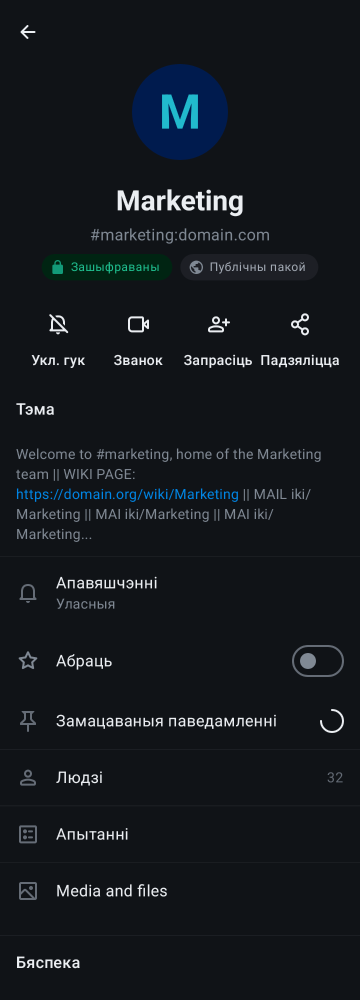 M
Marketing
#marketing:domain.com
Зашыфраваны
Публічны пакой
Укл. гук
Званок
Запрасіць
Падзяліцца
Тэма
Welcome to #marketing, home of the Marketing
team || WIKI PAGE:
https://domain.org/wiki/Marketing || MAIL iki/
Marketing || MAI iki/Marketing || MAI iki/
Marketing...
Апавяшчэнні
Уласныя
Абраць
Замацаваныя паведамленні
Людзі 32
Апытанні
Media and files
Бяспека